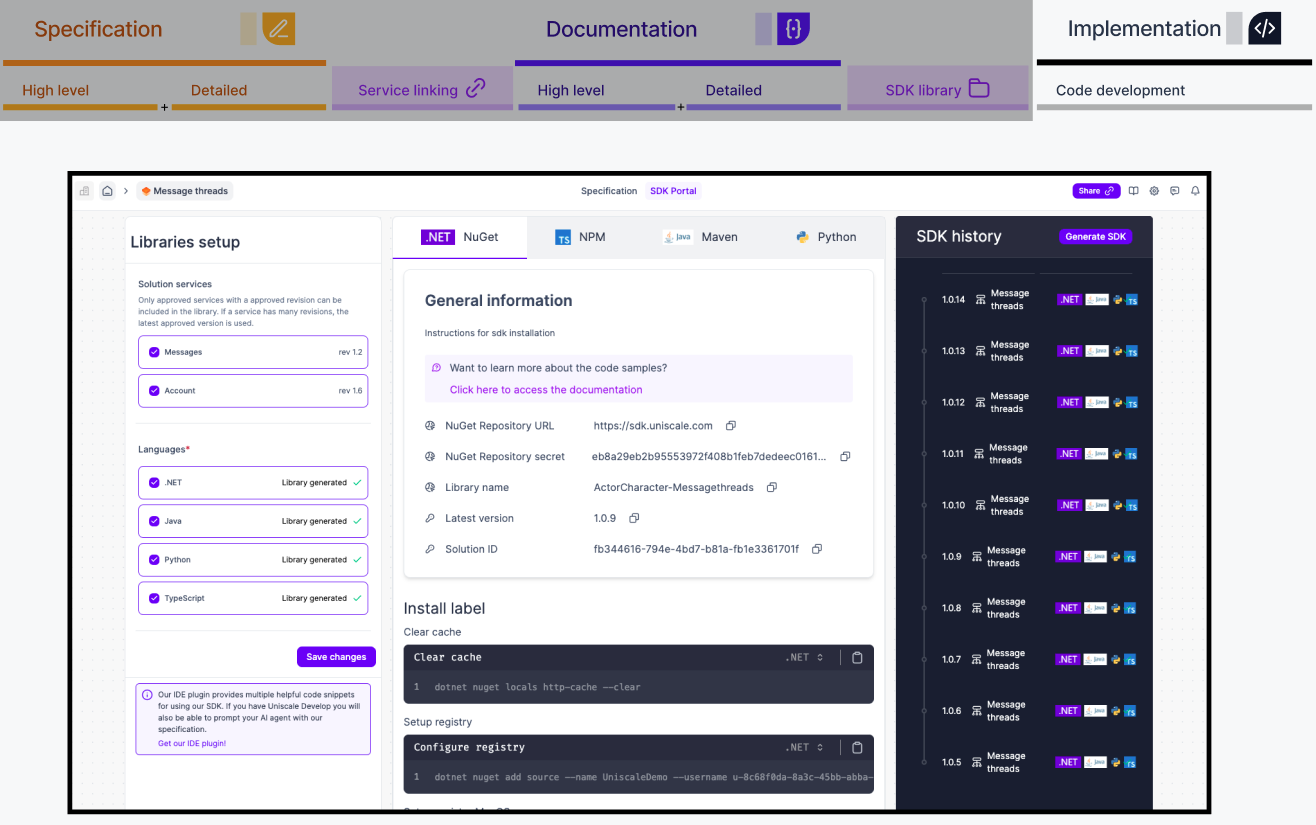 Specification
Documentation
Implementation
High level
+
Detailed
Service linking
High level
+
Detailed
SDK library
Code development
Message threads
Specification
SDK Portal
Share
Libraries setup
Solution services
Only approved services with a approved revision can be
included in the library. If a service has many revisions, the
latest approved version is used.
Messages
rev 1.2
Account
rev 1.6
Languages*
.NET
Library generated
Java
Library generated
Python
Library generated
TypeScript
Library generated
Save changes
Our IDE plugin provides multiple helpful code snippets
for using our SDK. If you have Uniscale Develop you will
also be able to prompt your AI agent with our
specification.
Get our IDE plugin!
.NET NuGet
TS NPM
Java Maven
Python
General information
Instructions for sdk installation
Want to learn more about the code samples?
Click here to access the documentation
NuGet Repository URL
https://sdk.uniscale.com
NuGet Repository secret
eb8a29eb2b95553972f408b1feb7dedeec0161...
Library name
ActorCharacter-Messagethreads
Latest version
1.0.9
Solution ID
fb344616-794e-4bd7-b81a-fb1e3361701f
Install label
Clear cache
Clear cache
.NET
1 dotnet nuget locals http-cache --clear
Setup registry
Configure registry
.NET
1 dotnet nuget add source --name UniscaleDemo --username u-8c68f0da-8a3c-45bb-abba-
SDK history
Generate SDK
1.0.14
Message
threads
.NET Java TS
1.0.13
Message
threads
.NET Java TS
1.0.12
Message
threads
.NET Java TS
1.0.11
Message
threads
.NET Java TS
1.0.10
Message
threads
.NET Java TS
1.0.9
Message
threads
.NET Java TS
1.0.8
Message
threads
.NET Java TS
1.0.7
Message
threads
.NET Java TS
1.0.6
Message
threads
.NET Java TS
1.0.5
Message
threads
.NET Java TS